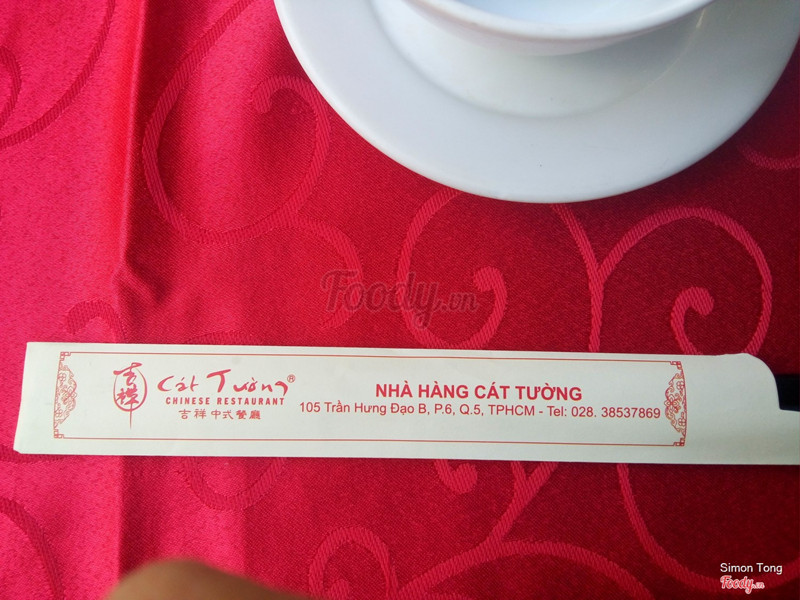 Foody.vn
吉祥
Cát Tường®
CHINESE RESTAURANT
吉祥中式餐廳
NHÀ HÀNG CÁT TƯỜNG
105 Trần Hưng Đạo B, P.6, Q.5, TPHCM - Tel: 028. 38537869
Simon Tong
Foody.vn